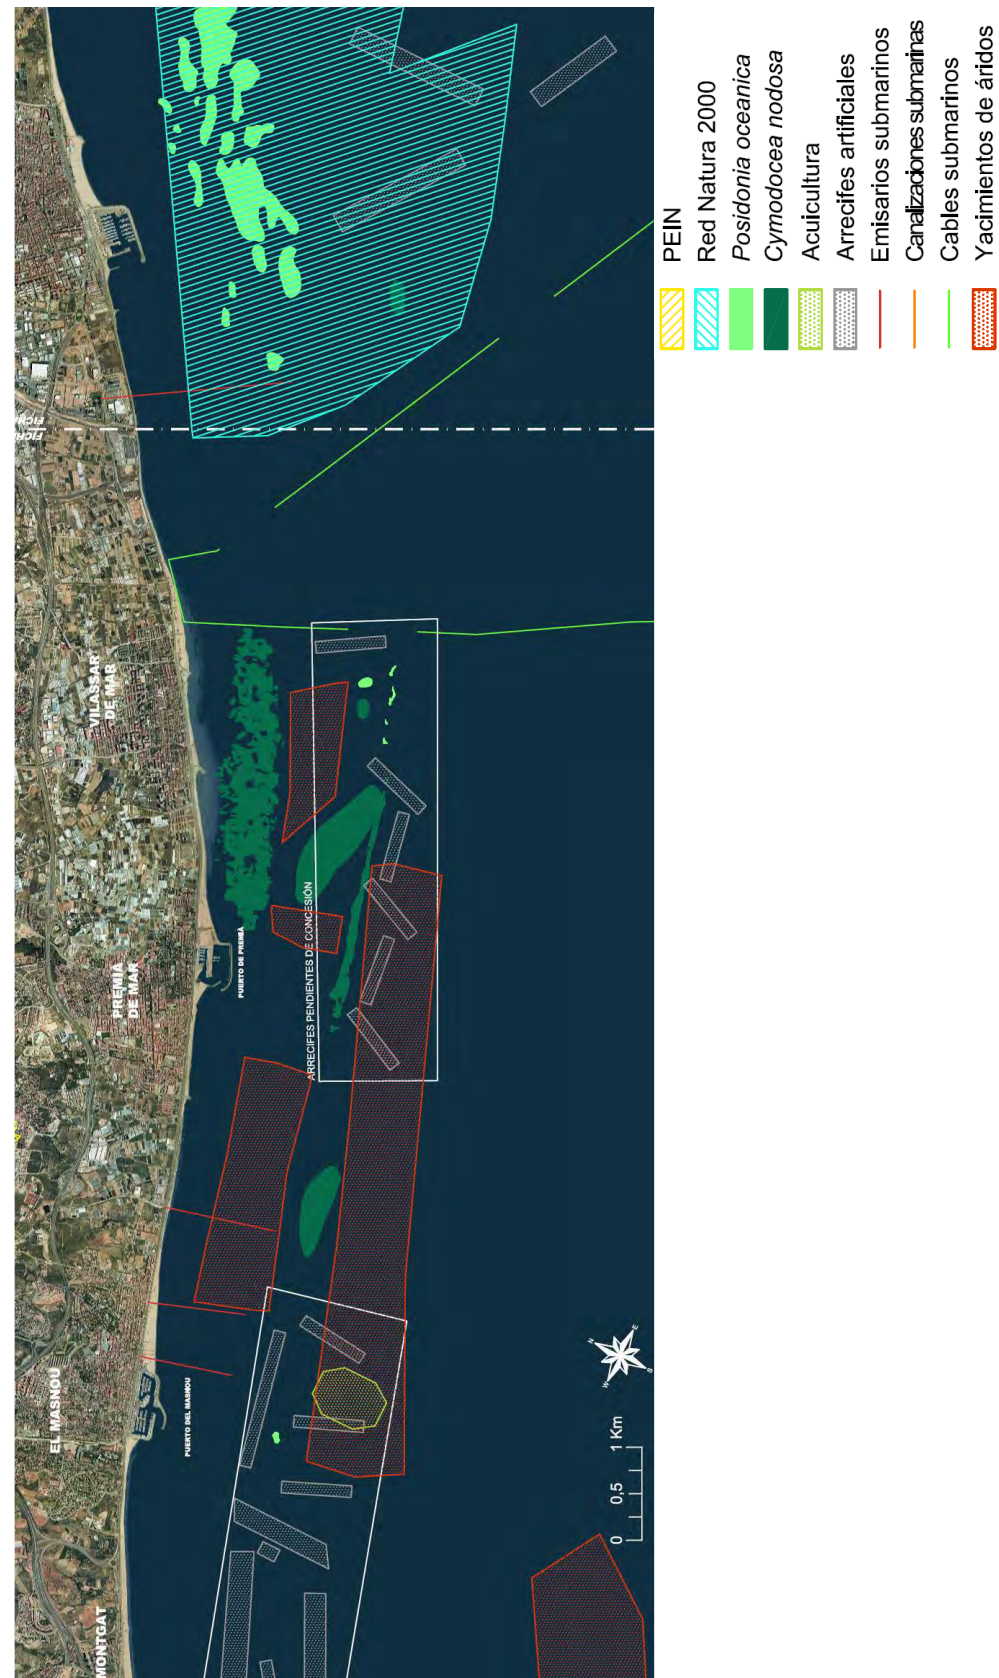 PEIN
Red Natura 2000
Posidonia oceanica
Cymodocea nodosa
Acuicultura
Arrecifes artificiales
Emisarios submarinos
Canalizaciones submarinas
Cables submarinos
Yacimientos de áridos
MONTGAT
EL MASNOU
PUERTO DEL MASNOU
PREMIA
DE MAR
PUERTO DE PREMIÀ
VILASSAR
DE MAR
ARRECIFES PENDIENTES DE CONCESIÓN
0 0,5 1 Km
N
E
S
W